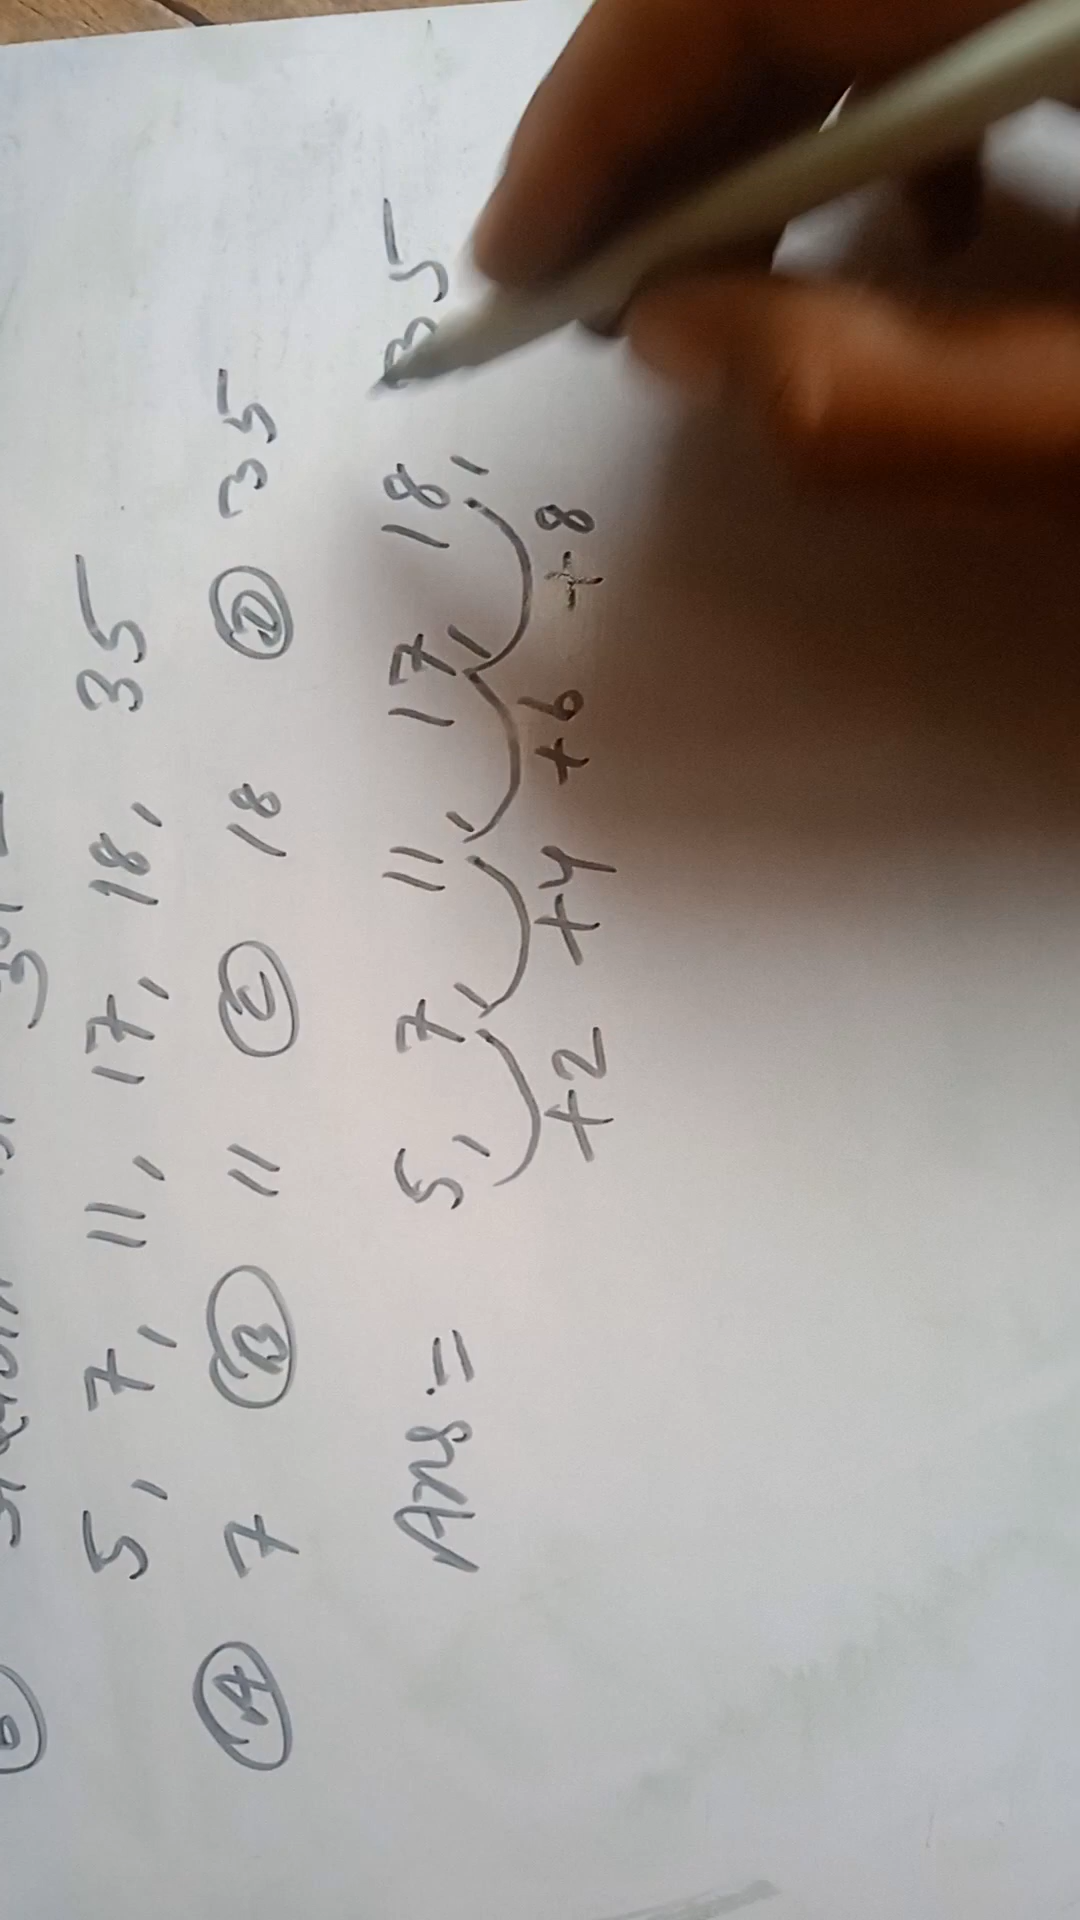 5, 7, 11, 17, 18, 35
(A) 7 (B) 11 (C) 18 (D) 35
Ans = 5, 7, 11, 17, 18, 35
+2 +4 +6 +8